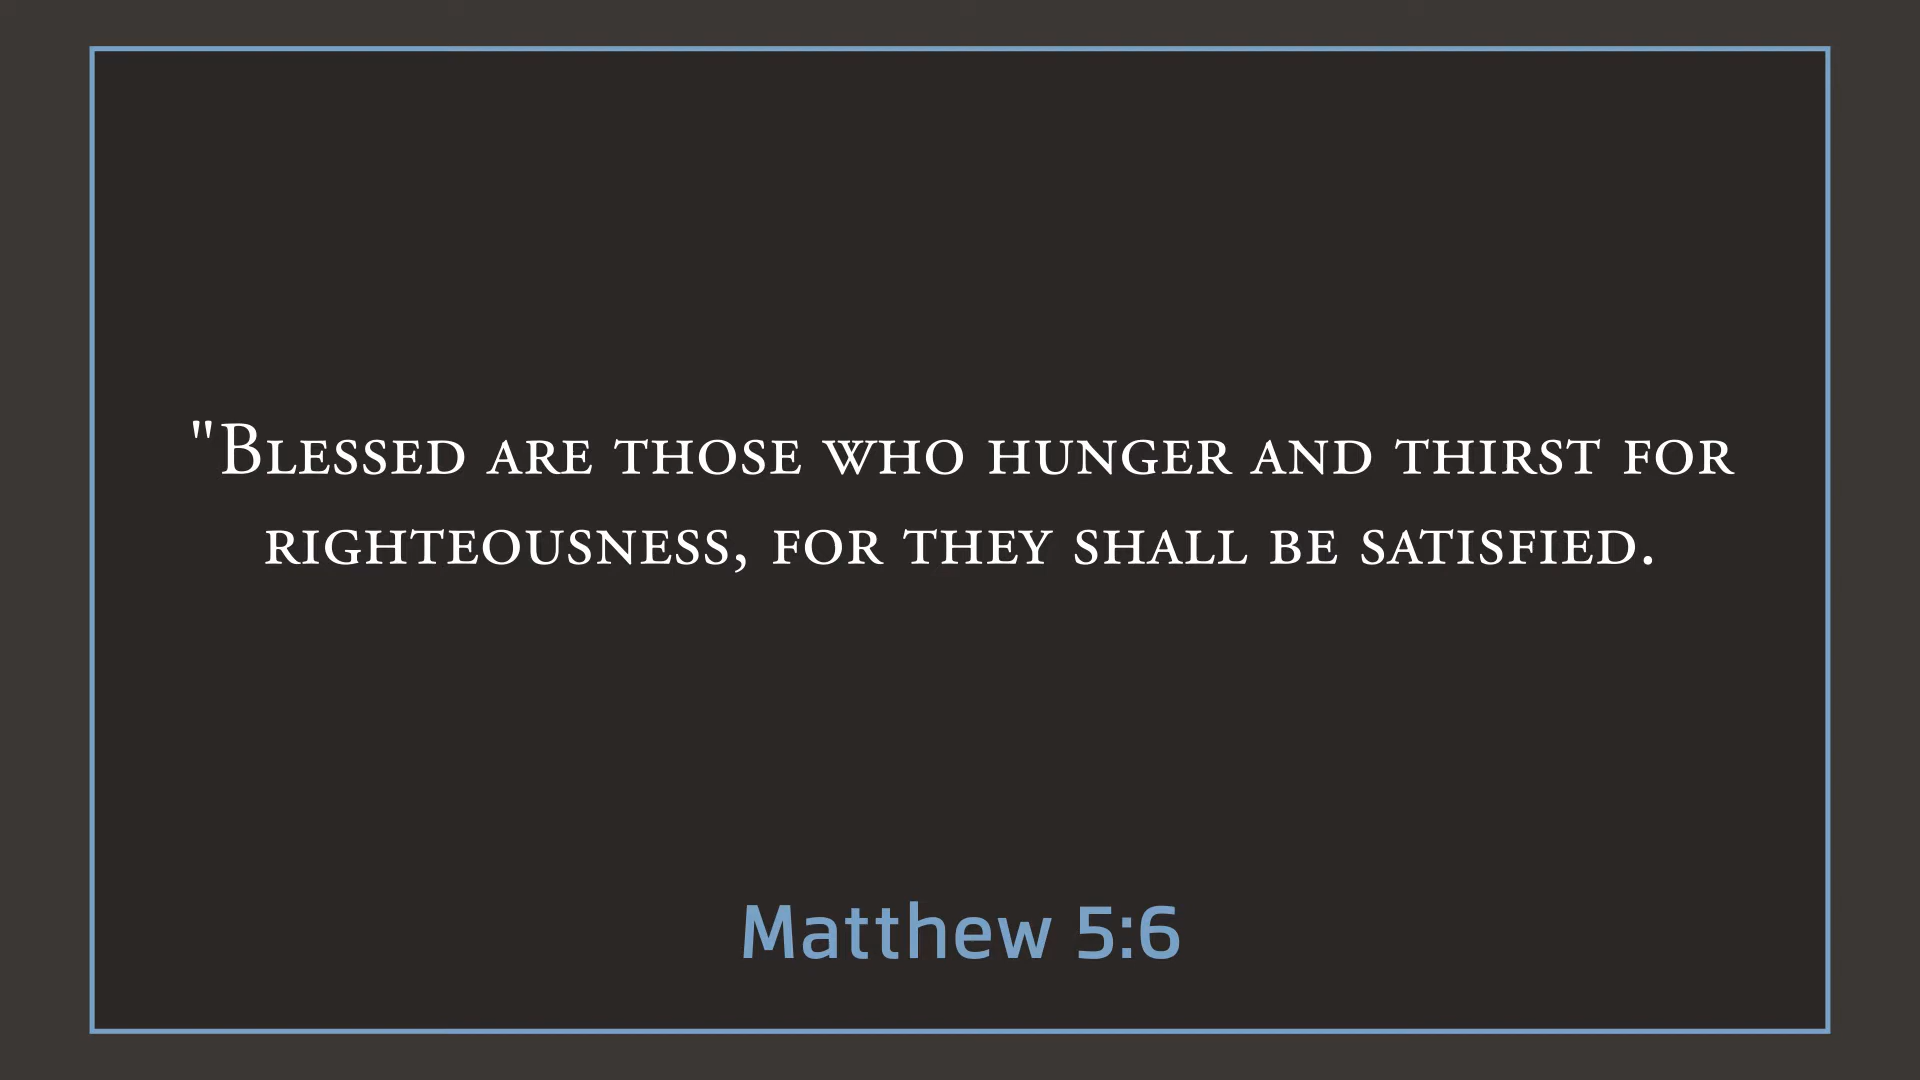 "Blessed are those who hunger and thirst for
righteousness, for they shall be satisfied.
Matthew 5:6